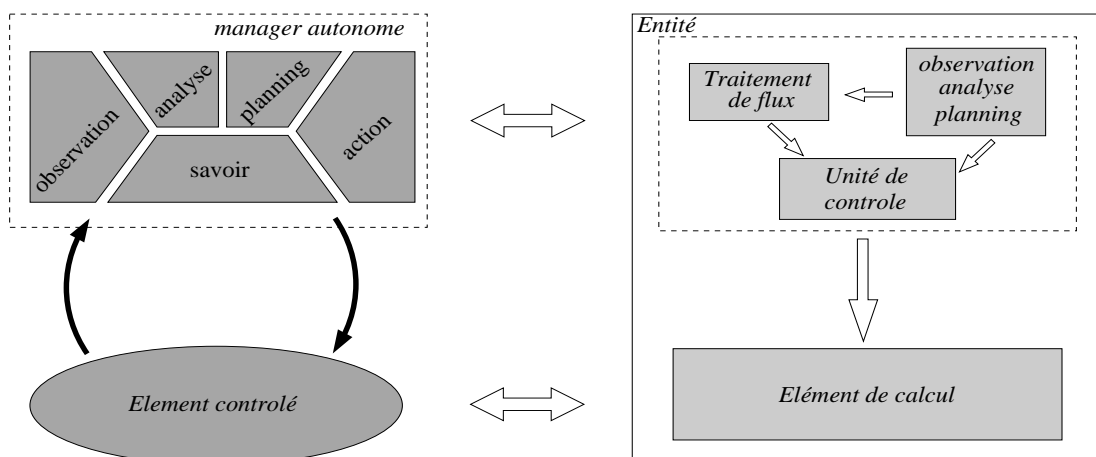 manager autonome
observation
analyse
planning
action
savoir
Element controlé
Entité
Traitement
de flux
observation
analyse
planning
Unité de
controle
Elément de calcul